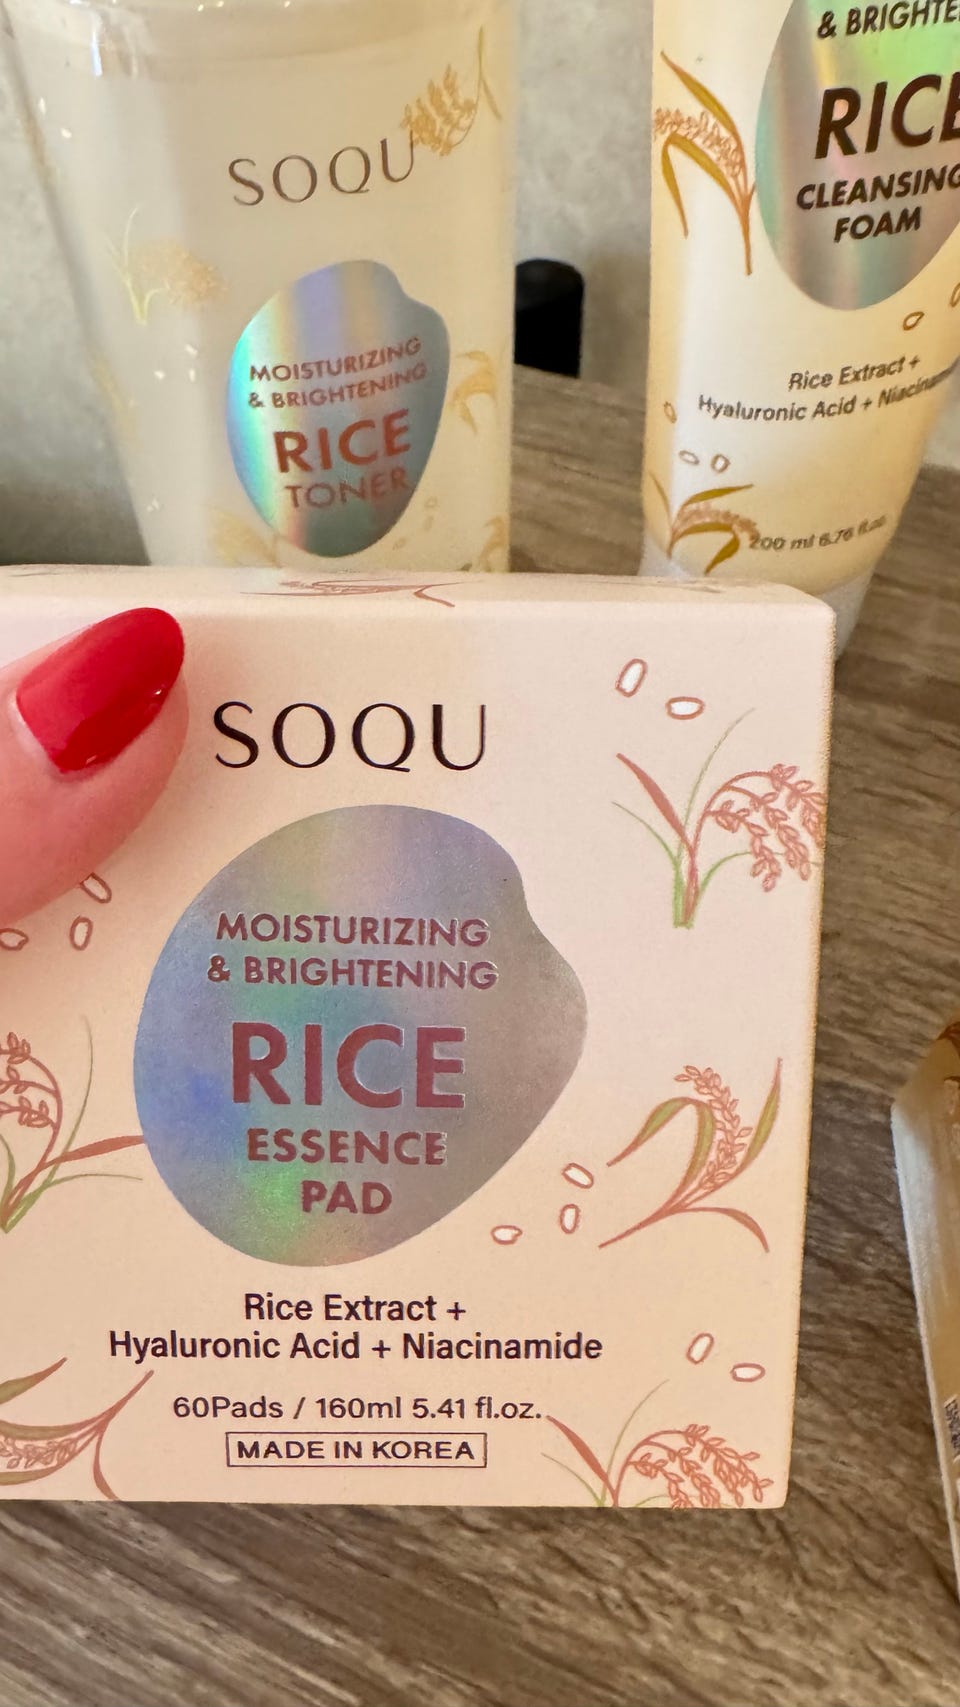 SOQU
MOISTURIZING
& BRIGHTENING
RICE
TONER
RICE
CLEANSING
FOAM
Rice Extract +
Hyaluronic Acid +
200 ml 6.76 fl.oz
SOQU
MOISTURIZING
& BRIGHTENING
RICE
ESSENCE
PAD
Rice Extract +
Hyaluronic Acid + Niacinamide
60Pads / 160ml 5.41 fl.oz.
MADE IN KOREA